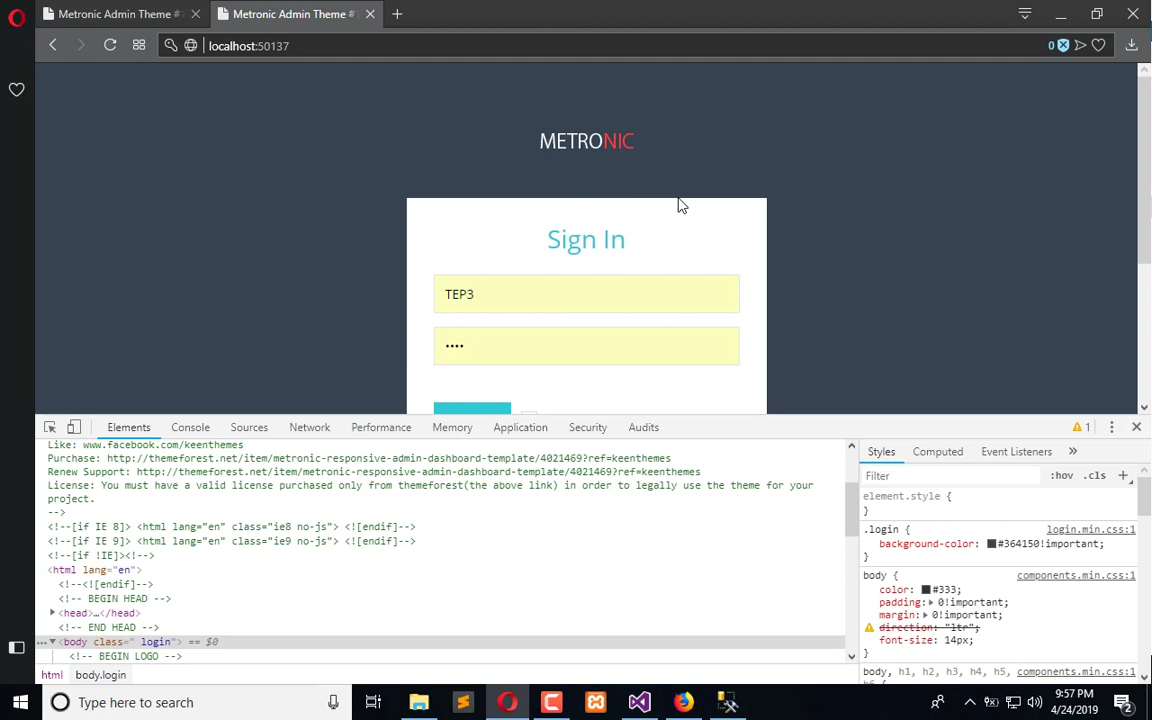 Metronic Admin Theme #
Metronic Admin Theme #
localhost:50137
0
METRONIC
Sign In
TEP3
••••
Elements Console Sources Network Performance Memory Application Security Audits
1
Like: www.facebook.com/keenthemes
Purchase: http://themeforest.net/item/metronic-responsive-admin-dashboard-template/4021469?ref=keenthemes
Renew Support: http://themeforest.net/item/metronic-responsive-admin-dashboard-template/4021469?ref=keenthemes
License: You must have a valid license purchased only from themeforest(the above link) in order to legally use the theme for your
project.
-->
<!--[if IE 8]> <html lang="en" class="ie8 no-js"> <![endif]-->
<!--[if IE 9]> <html lang="en" class="ie9 no-js"> <![endif]-->
<!--[if !IE]><!-->
<html lang="en">
<!--<![endif]-->
<!-- BEGIN HEAD -->
<head>…</head>
<!-- END HEAD -->
<body class=" login"> == $0
<!-- BEGIN LOGO -->
html body.login
Styles Computed Event Listeners »
Filter :hov .cls +
element.style {
}
.login { login.min.css:1
background-color: #364150!important;
}
body { components.min.css:1
color: #333;
padding: 0!important;
margin: 0!important;
direction: "ltr";
font-size: 14px;
}
body, h1, h2, h3, h4, h5, components.min.css:1
Type here to search
9:57 PM
4/24/2019
2